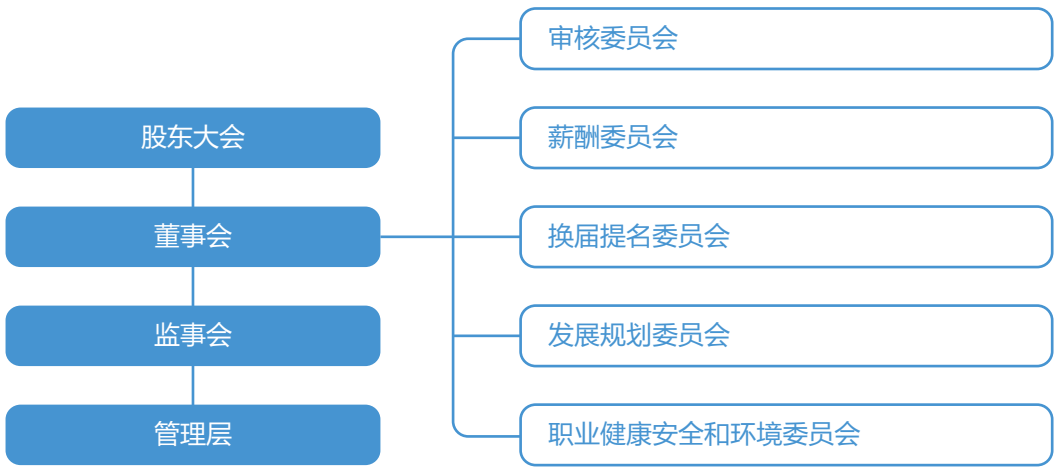 股东大会
董事会
监事会
管理层
审核委员会
薪酬委员会
换届提名委员会
发展规划委员会
职业健康安全和环境委员会